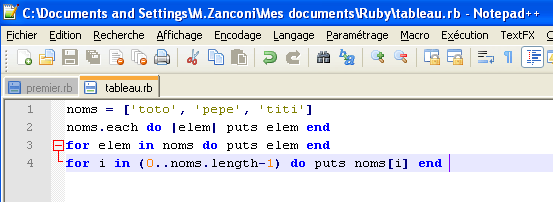 C:\Documents and Settings\M.Zanconi\Mes documents\Ruby\tableau.rb - Notepad++
Fichier Edition Recherche Affichage Encodage Langage Paramétrage Macro Exécution TextFX
premier.rb tableau.rb
1 noms = ['toto', 'pepe', 'titi']
2 noms.each do |elem| puts elem end
3 for elem in noms do puts elem end
4 for i in (0..noms.length-1) do puts noms[i] end